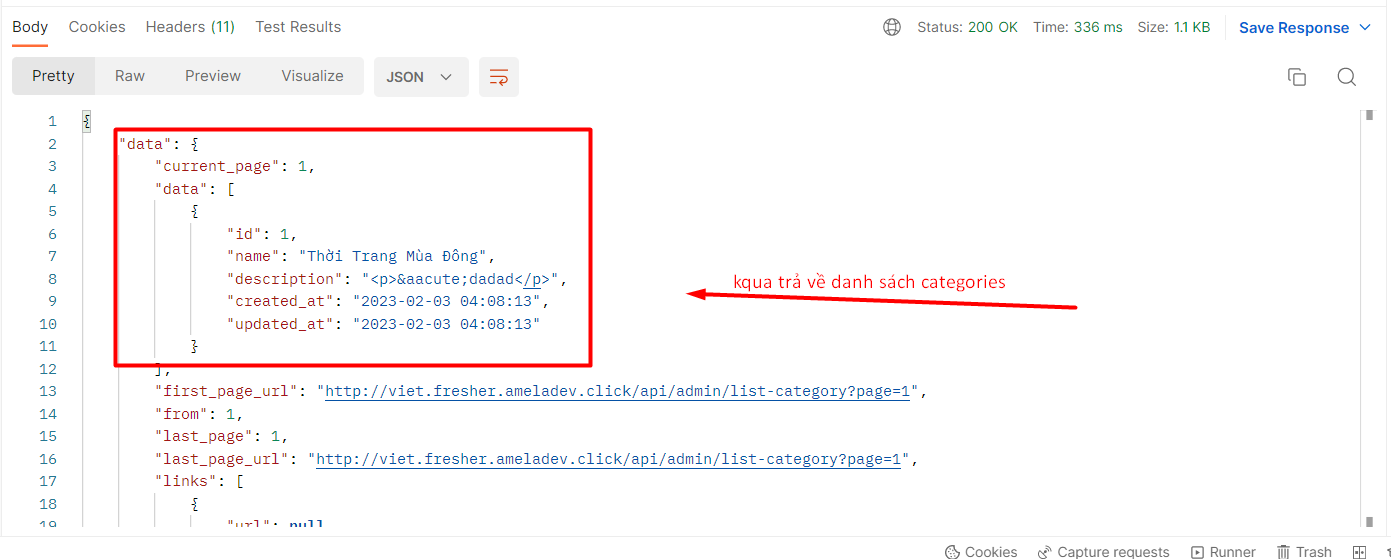 Body Cookies Headers (11) Test Results Status: 200 OK Time: 336 ms Size: 1.1 KB Save Response
Pretty Raw Preview Visualize JSON
1 {
2 "data": {
3 "current_page": 1,
4 "data": [
5 {
6 "id": 1,
7 "name": "Thời Trang Mùa Đông",
8 "description": "<p>&aacute;dadad</p>",
kqua trả về danh sách categories
9 "created_at": "2023-02-03 04:08:13",
10 "updated_at": "2023-02-03 04:08:13"
11 }
12 ],
13 "first_page_url": "http://viet.fresher.ameladev.click/api/admin/list-category?page=1",
14 "from": 1,
15 "last_page": 1,
16 "last_page_url": "http://viet.fresher.ameladev.click/api/admin/list-category?page=1",
17 "links": [
18 {
19 "url": null
Cookies Capture requests Runner Trash